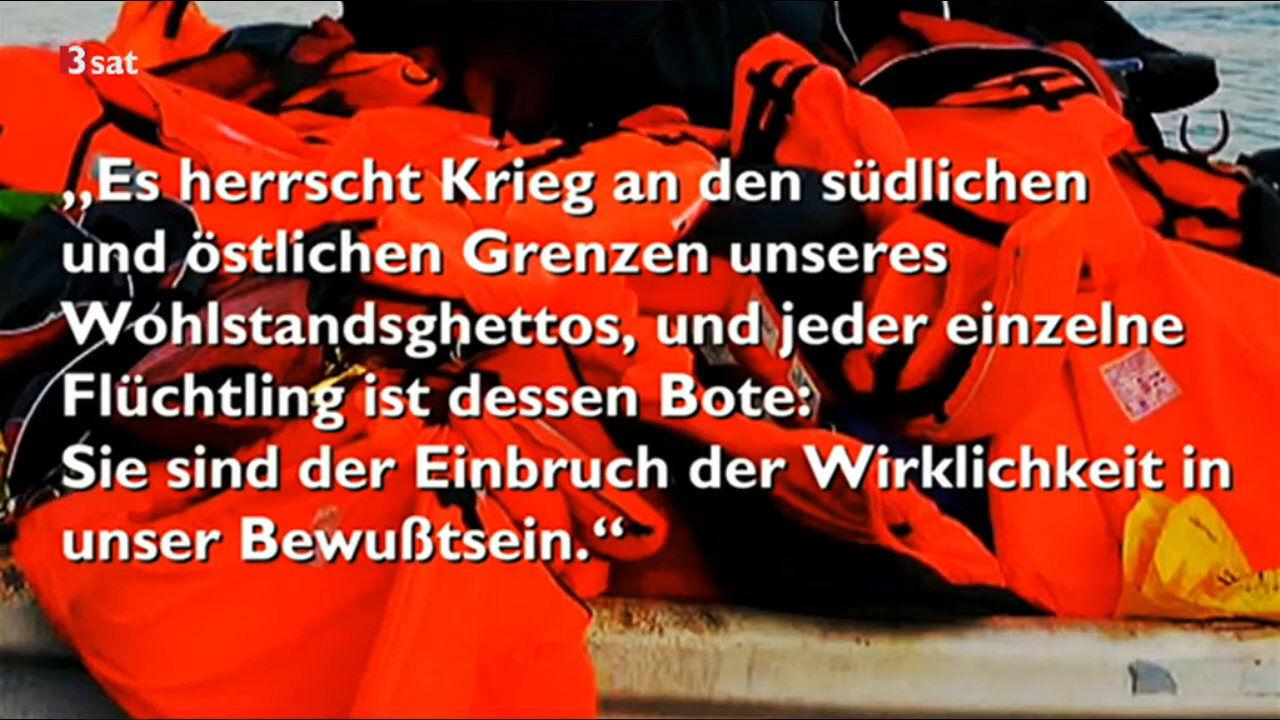 3sat
„Es herrscht Krieg an den südlichen
und östlichen Grenzen unseres
Wohlstandsghettos, und jeder einzelne
Flüchtling ist dessen Bote:
Sie sind der Einbruch der Wirklichkeit in
unser Bewußtsein.“